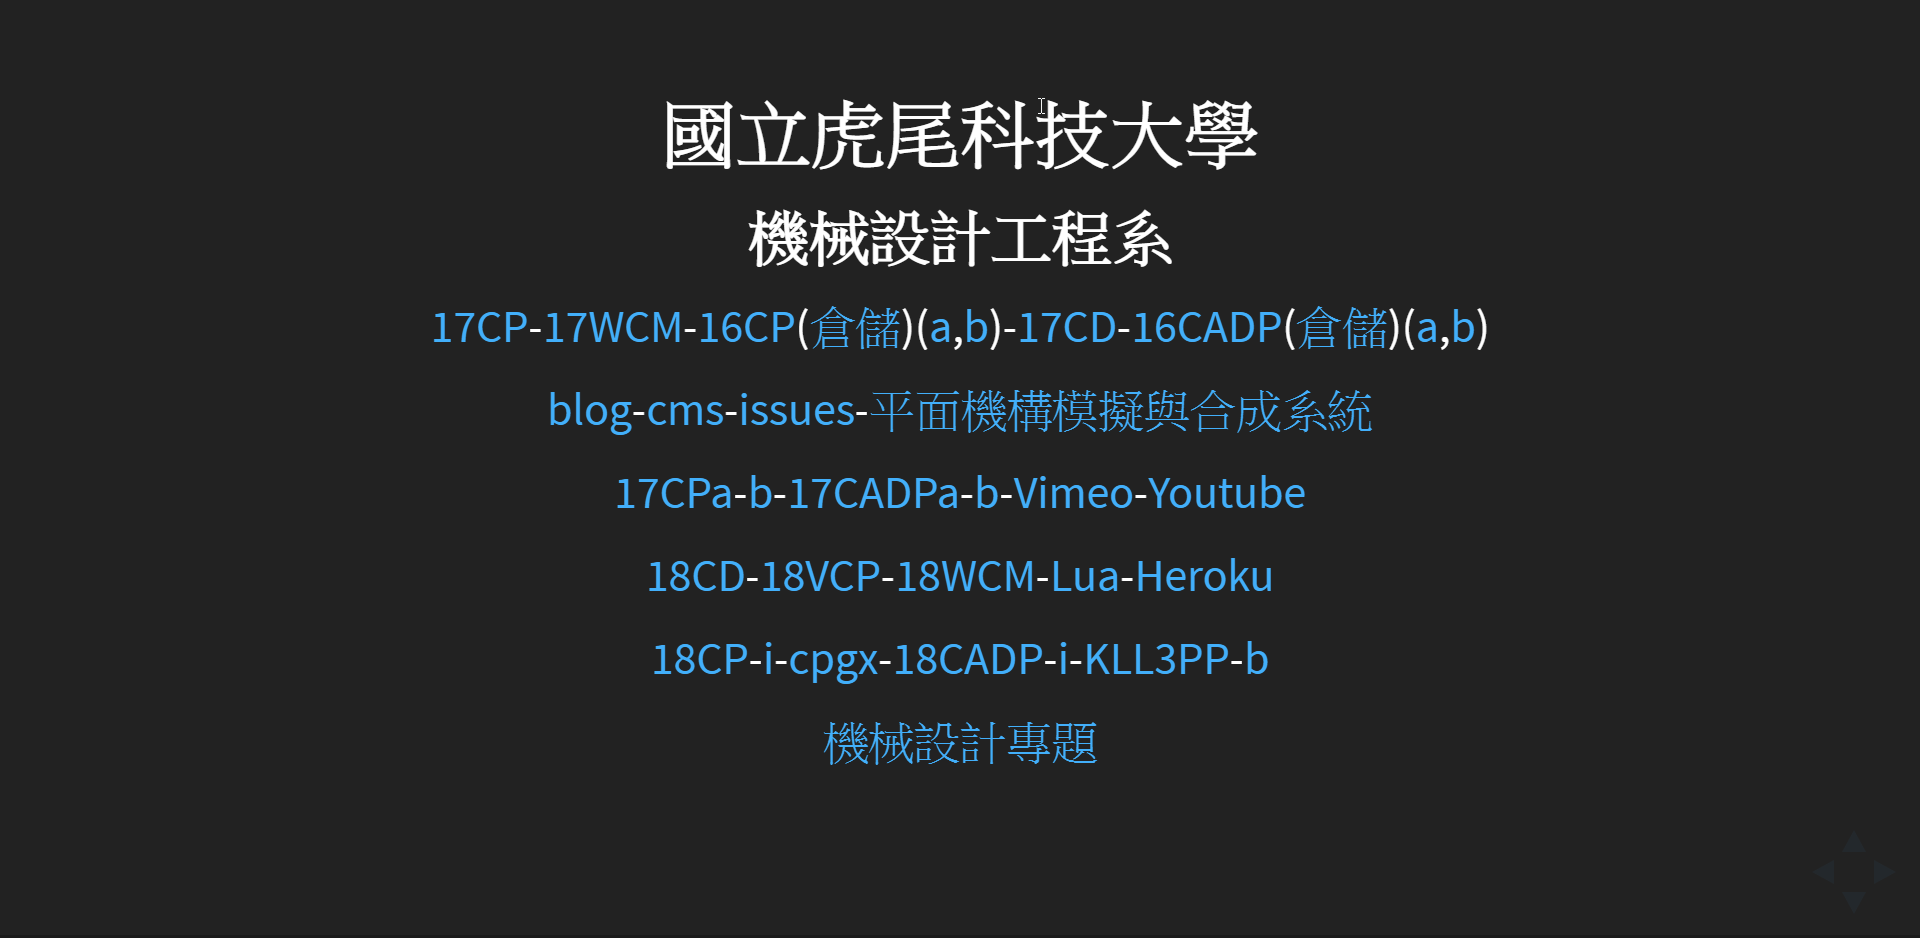 國立虎尾科技大學
機械設計工程系
17CP-17WCM-16CP(倉儲)(a,b)-17CD-16CADP(倉儲)(a,b)
blog-cms-issues-平面機構模擬與合成系統
17CPa-b-17CADPa-b-Vimeo-Youtube
18CD-18VCP-18WCM-Lua-Heroku
18CP-i-cpgx-18CADP-i-KLL3PP-b
機械設計專題